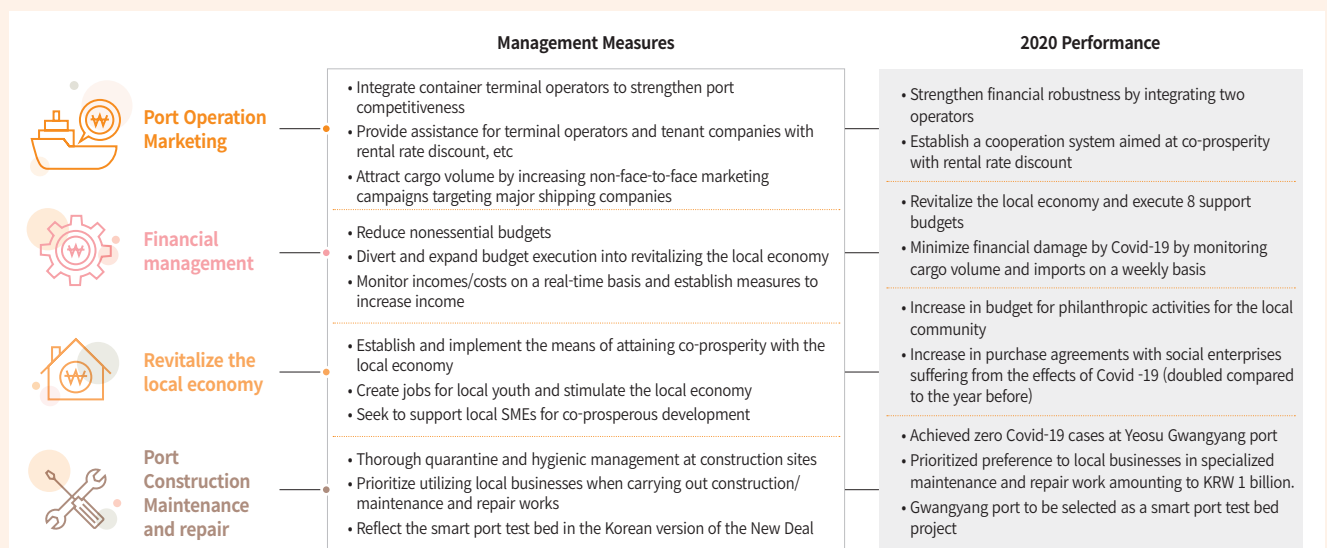 Management Measures
2020 Performance
Port Operation
Marketing
• Integrate container terminal operators to strengthen port
competitiveness
• Provide assistance for terminal operators and tenant companies with
rental rate discount, etc
• Attract cargo volume by increasing non-face-to-face marketing
campaigns targeting major shipping companies
• Strengthen financial robustness by integrating two
operators
• Establish a cooperation system aimed at co-prosperity
with rental rate discount
Financial
management
• Reduce nonessential budgets
• Divert and expand budget execution into revitalizing the local economy
• Monitor incomes/costs on a real-time basis and establish measures to
increase income
• Revitalize the local economy and execute 8 support
budgets
• Minimize financial damage by Covid-19 by monitoring
cargo volume and imports on a weekly basis
Revitalize the
local economy
• Establish and implement the means of attaining co-prosperity with the
local economy
• Create jobs for local youth and stimulate the local economy
• Seek to support local SMEs for co-prosperous development
• Increase in budget for philanthropic activities for the local
community
• Increase in purchase agreements with social enterprises
suffering from the effects of Covid -19 (doubled compared
to the year before)
Port
Construction
Maintenance
and repair
• Thorough quarantine and hygienic management at construction sites
• Prioritize utilizing local businesses when carrying out construction/
maintenance and repair works
• Reflect the smart port test bed in the Korean version of the New Deal
• Achieved zero Covid-19 cases at Yeosu Gwangyang port
• Prioritized preference to local businesses in specialized
maintenance and repair work amounting to KRW 1 billion.
• Gwangyang port to be selected as a smart port test bed
project